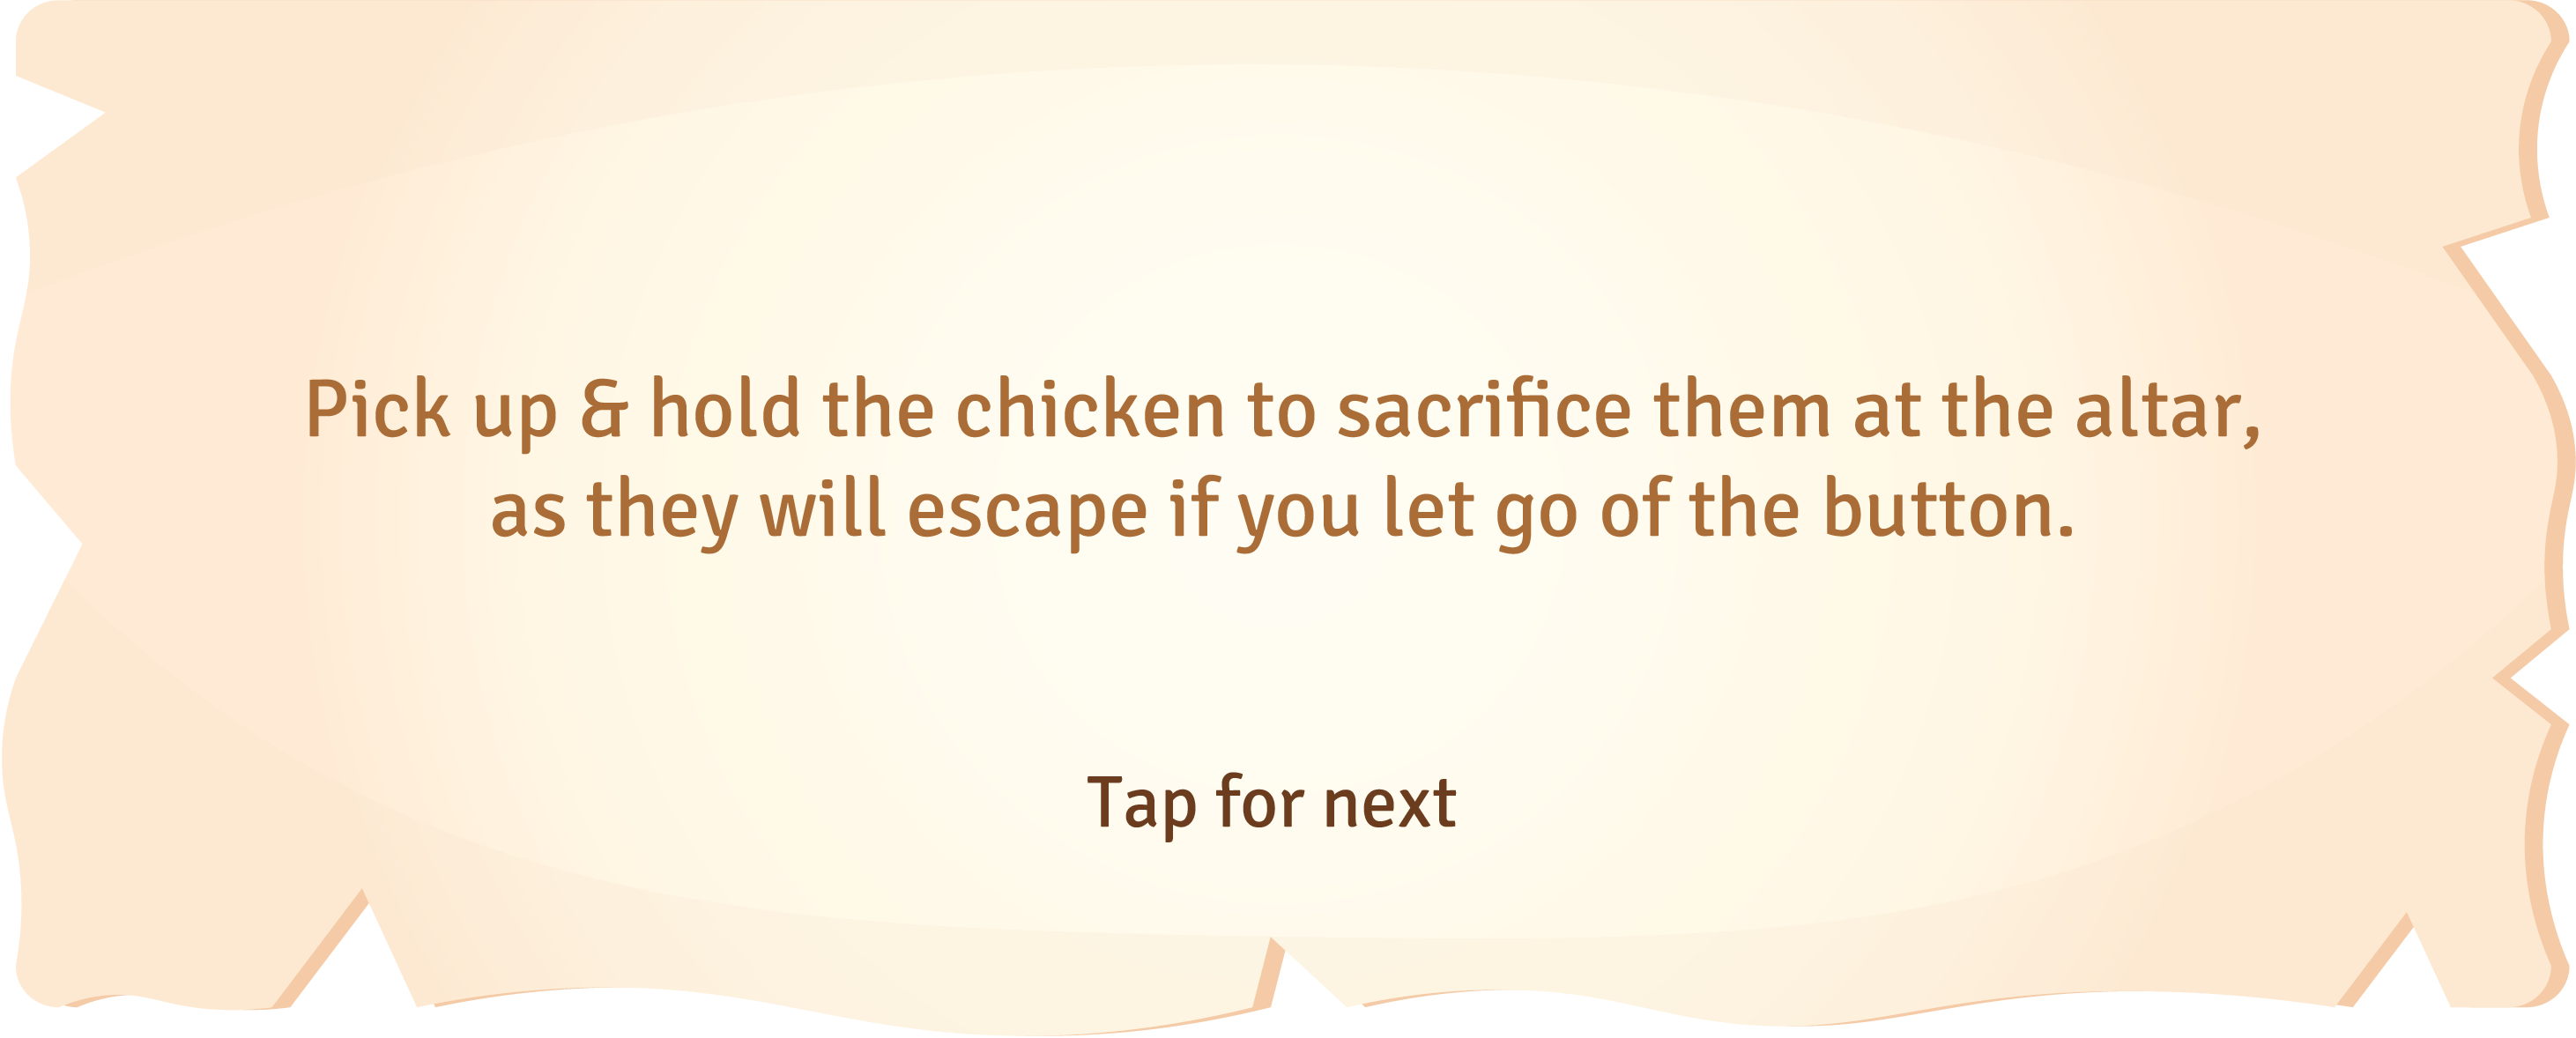 Pick up & hold the chicken to sacrifice them at the altar,
as they will escape if you let go of the button.
Tap for next